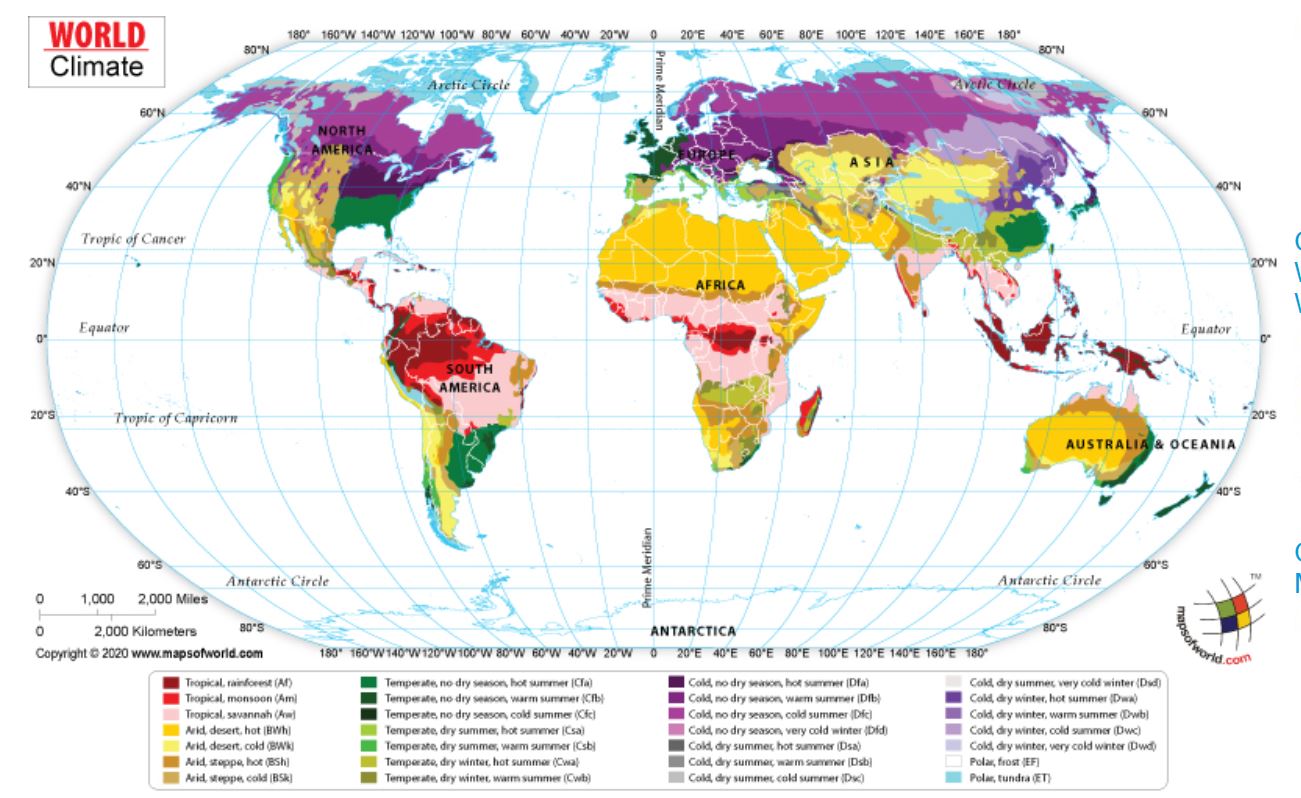 WORLD
Climate
180° 160°W 140°W 120°W 100°W 80°W 60°W 40°W 20°W 0 20°E 40°E 60°E 80°E 100°E 120°E 140°E 160°E 180°
80°N 80°N
Prime Meridian
Arctic Circle Arctic Circle
60°N 60°N
NORTH
AMERICA
EUROPE
ASIA
40°N 40°N
Tropic of Cancer
20°N 20°N
AFRICA
Equator Equator
0° 0°
SOUTH
AMERICA
Tropic of Capricorn
20°S 20°S
AUSTRALIA & OCEANIA
40°S 40°S
Prime Meridian
60°S 60°S
Antarctic Circle Antarctic Circle
0 1,000 2,000 Miles
0 2,000 Kilometers
80°S 80°S
ANTARCTICA
TM
mapsofworld.com
Copyright © 2020 www.mapsofworld.com
180° 160°W 140°W 120°W 100°W 80°W 60°W 40°W 20°W 0 20°E 40°E 60°E 80°E 100°E 120°E 140°E 160°E 180°
Tropical, rainforest (Af)
Tropical, monsoon (Am)
Tropical, savannah (Aw)
Arid, desert, hot (BWh)
Arid, desert, cold (BWk)
Arid, steppe, hot (BSh)
Arid, steppe, cold (BSk)
Temperate, no dry season, hot summer (Cfa)
Temperate, no dry season, warm summer (Cfb)
Temperate, no dry season, cold summer (Cfc)
Temperate, dry summer, hot summer (Csa)
Temperate, dry summer, warm summer (Csb)
Temperate, dry winter, hot summer (Cwa)
Temperate, dry winter, warm summer (Cwb)
Cold, no dry season, hot summer (Dfa)
Cold, no dry season, warm summer (Dfb)
Cold, no dry season, cold summer (Dfc)
Cold, no dry season, very cold winter (Dfd)
Cold, dry summer, hot summer (Dsa)
Cold, dry summer, warm summer (Dsb)
Cold, dry summer, cold summer (Dsc)
Cold, dry summer, very cold winter (Dsd)
Cold, dry winter, hot summer (Dwa)
Cold, dry winter, warm summer (Dwb)
Cold, dry winter, cold summer (Dwc)
Cold, dry winter, very cold winter (Dwd)
Polar, frost (EF)
Polar, tundra (ET)